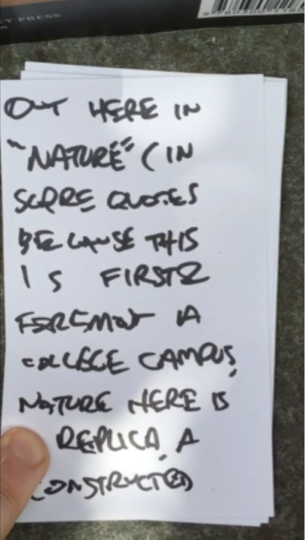 PRESS
OUT HERE IN
"NATURE" (IN
SCARE QUOTES
BECAUSE THIS
IS FIRST &
FOREMOST A
COLLEGE CAMPUS,
NATURE HERE IS
REPLICA, A
CONSTRUCTED